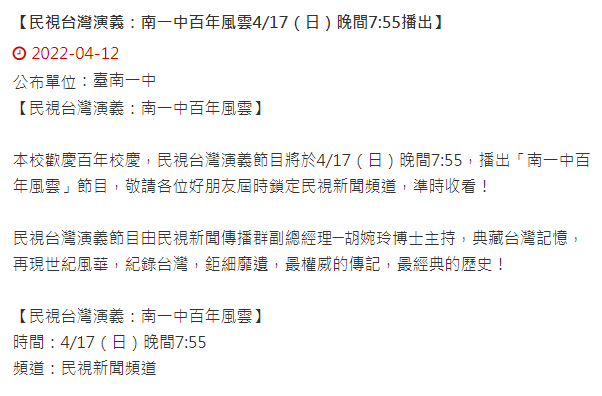 【民視台灣演義：南一中百年風雲4/17（日）晚間7:55播出】
2022-04-12
公布單位：臺南一中
【民視台灣演義：南一中百年風雲】
本校歡慶百年校慶，民視台灣演義節目將於4/17（日）晚間7:55，播出「南一中百
年風雲」節目，敬請各位好朋友屆時鎖定民視新聞頻道，準時收看！
民視台灣演義節目由民視新聞傳播群副總經理─胡婉玲博士主持，典藏台灣記憶，
再現世紀風華，紀錄台灣，鉅細靡遺，最權威的傳記，最經典的歷史！
【民視台灣演義：南一中百年風雲】
時間：4/17（日）晚間7:55
頻道：民視新聞頻道